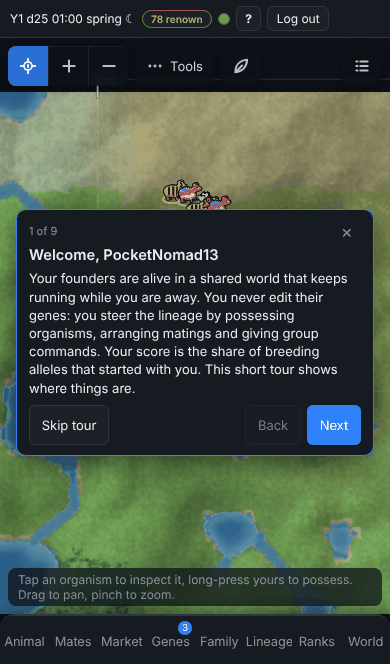 Y1 d25 01:00 spring ☾ 78 renown ? Log out
Tools
1 of 9
Welcome, PocketNomad13
Your founders are alive in a shared world that keeps
running while you are away. You never edit their
genes: you steer the lineage by possessing
organisms, arranging matings and giving group
commands. Your score is the share of breeding
alleles that started with you. This short tour shows
where things are.
Skip tour Back Next
Tap an organism to inspect it, long-press yours to possess.
Drag to pan, pinch to zoom.
3
Animal Mates Market Genes Family Lineage Ranks World